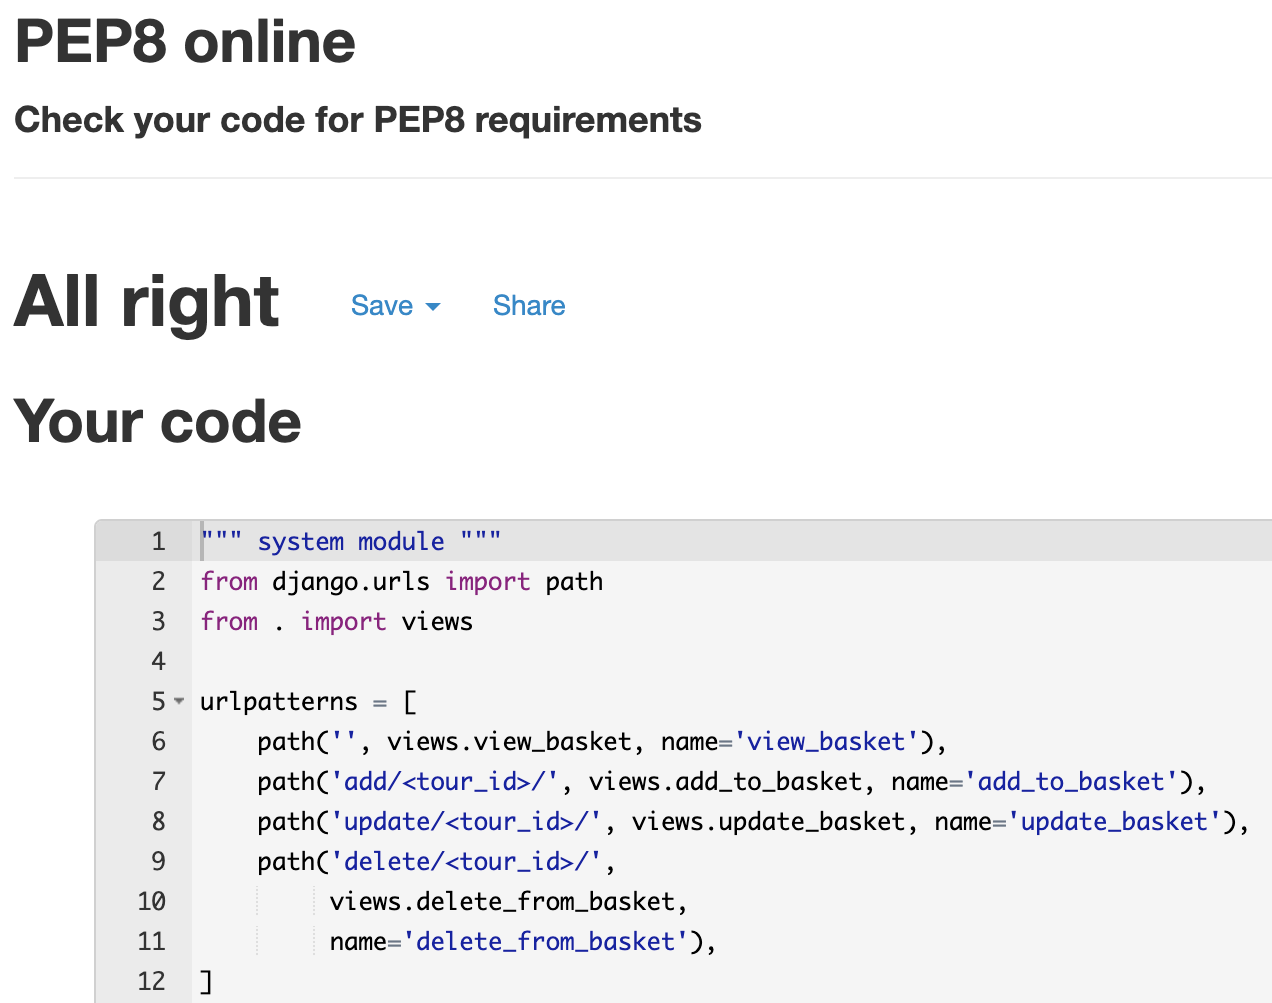 PEP8 online
Check your code for PEP8 requirements
All right Save Share
Your code
1 """ system module """
2 from django.urls import path
3 from . import views
4
5 urlpatterns = [
6     path('', views.view_basket, name='view_basket'),
7     path('add/<tour_id>/', views.add_to_basket, name='add_to_basket'),
8     path('update/<tour_id>/', views.update_basket, name='update_basket'),
9     path('delete/<tour_id>/',
10          views.delete_from_basket,
11          name='delete_from_basket'),
12 ]